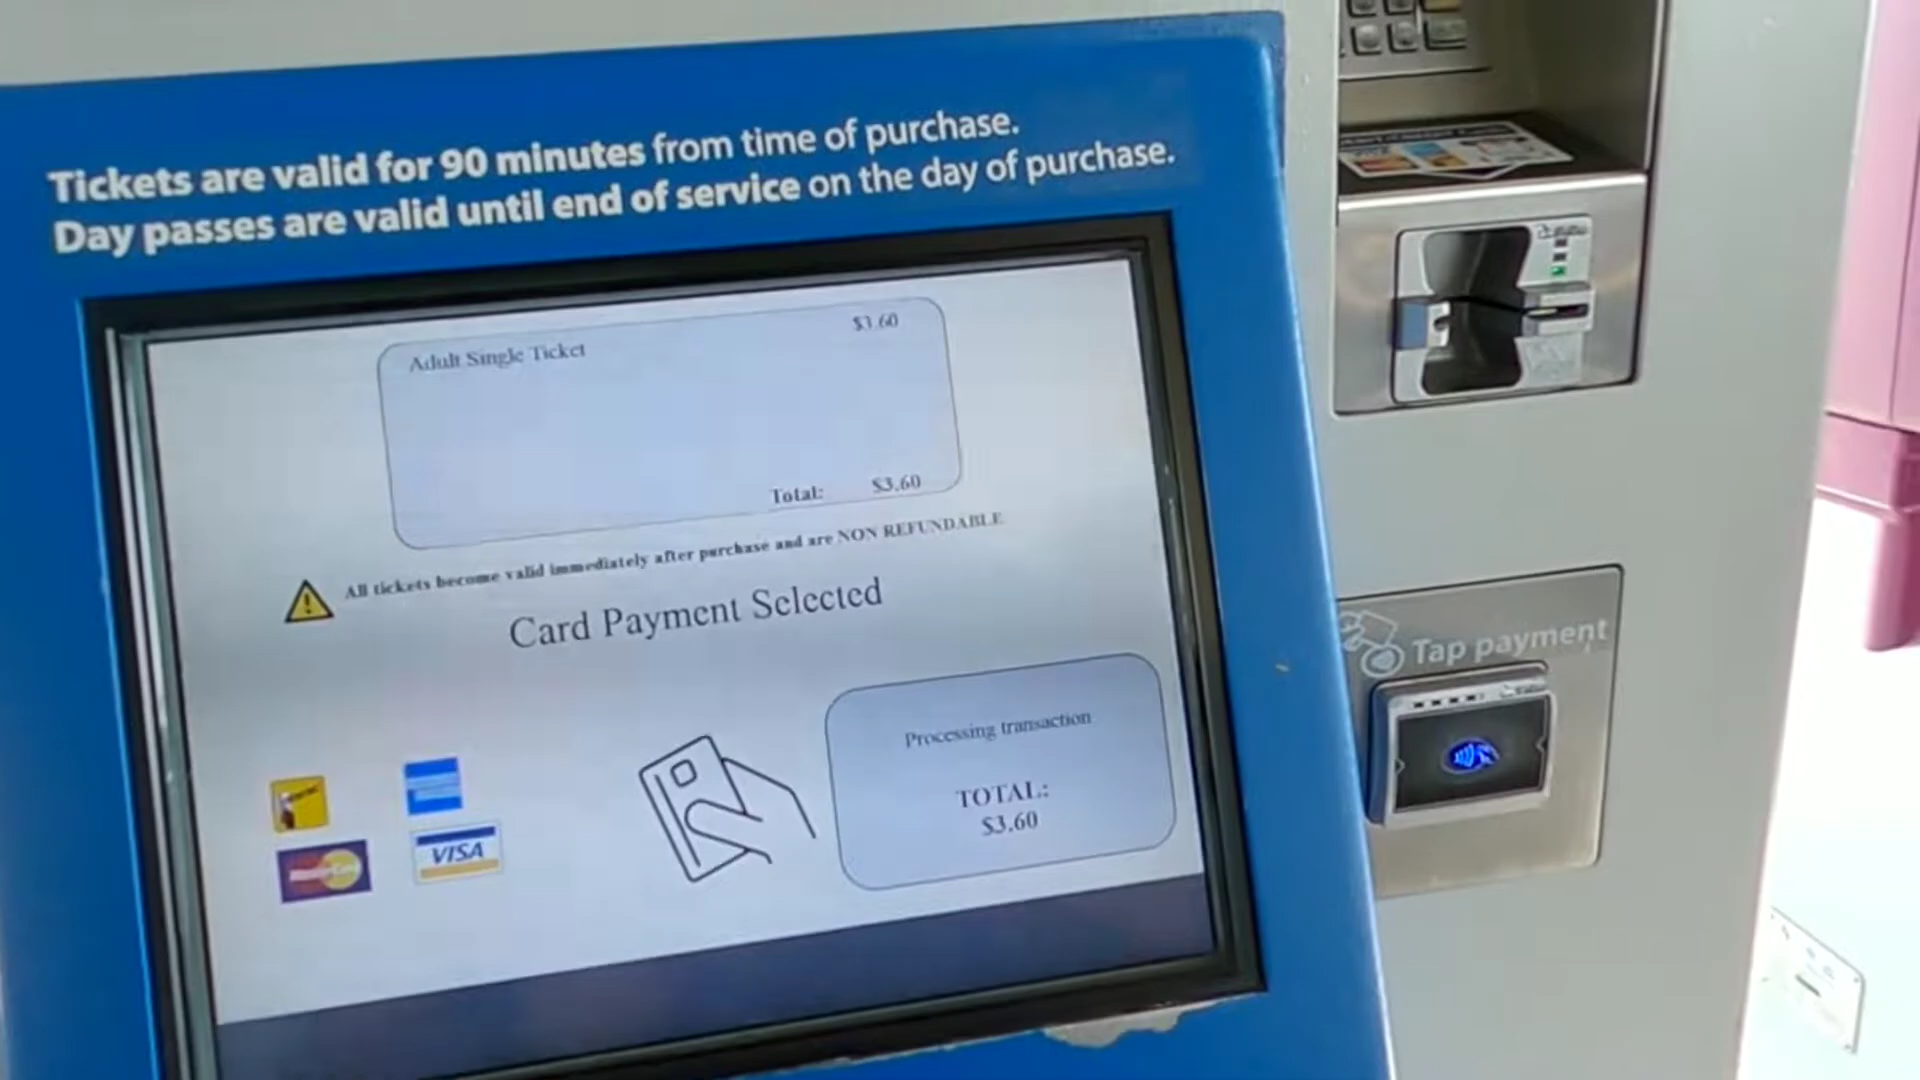 Tickets are valid for 90 minutes from time of purchase.
Day passes are valid until end of service on the day of purchase.
Adult Single Ticket $3.60
Total: $3.60
All tickets become valid immediately after purchase and are NON REFUNDABLE
Card Payment Selected
Processing transaction
TOTAL:
$3.60
MasterCard
VISA
Tap payment